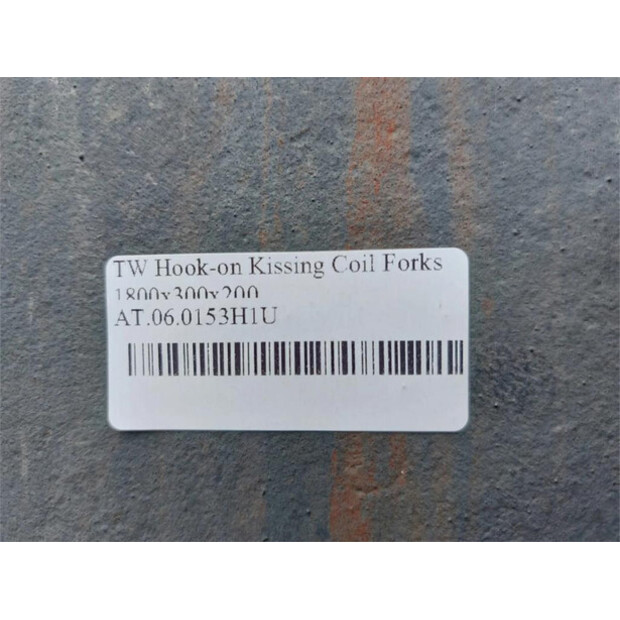 TW Hook-on Kissing Coil Forks
1800x300x200
AT.06.0153H1U